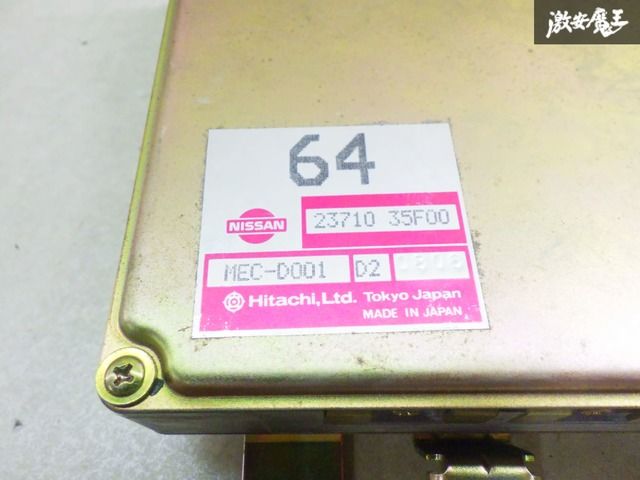 激安魔王
64
NISSAN
23710 35F00
MEC-D001 D2
Hitachi, Ltd. Tokyo Japan
MADE IN JAPAN